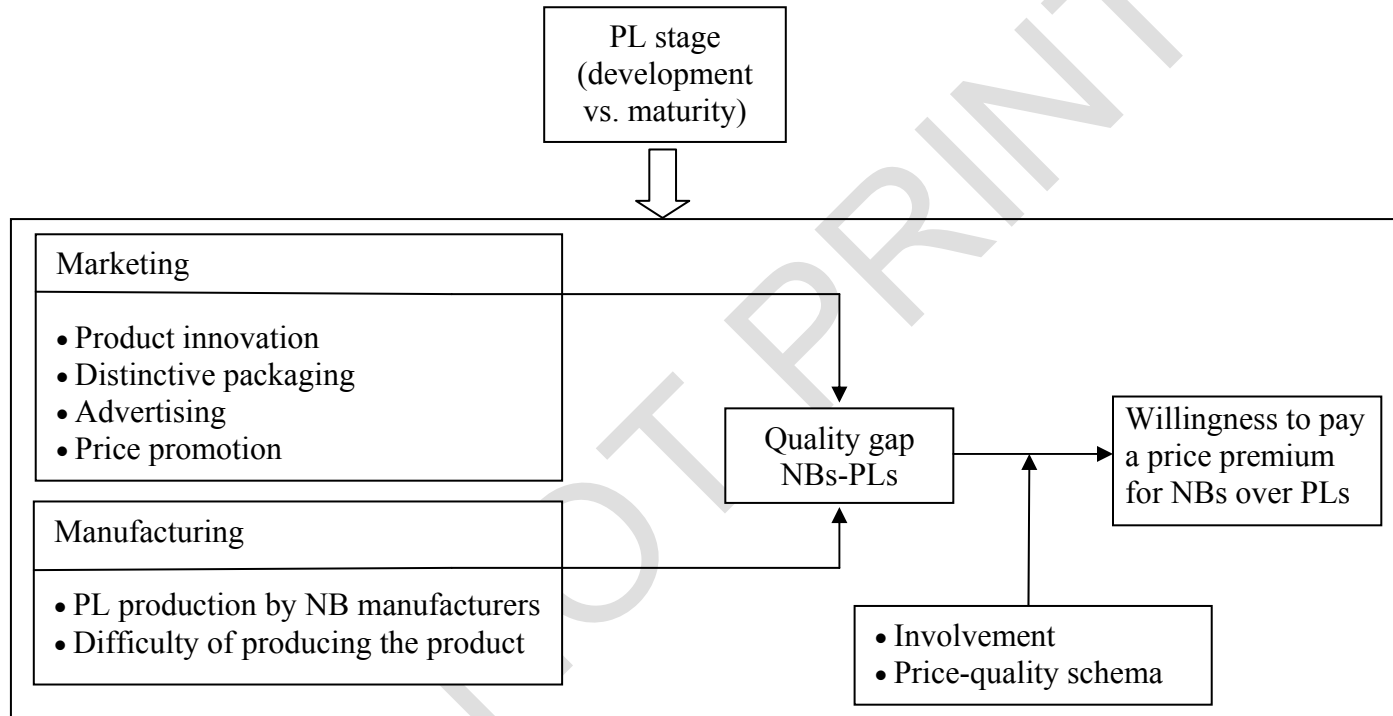 PL stage
(development
vs. maturity)
Marketing
• Product innovation
• Distinctive packaging
• Advertising
• Price promotion
Quality gap
NBs-PLs
Willingness to pay
a price premium
for NBs over PLs
Manufacturing
• PL production by NB manufacturers
• Difficulty of producing the product
• Involvement
• Price-quality schema
OT PRINT